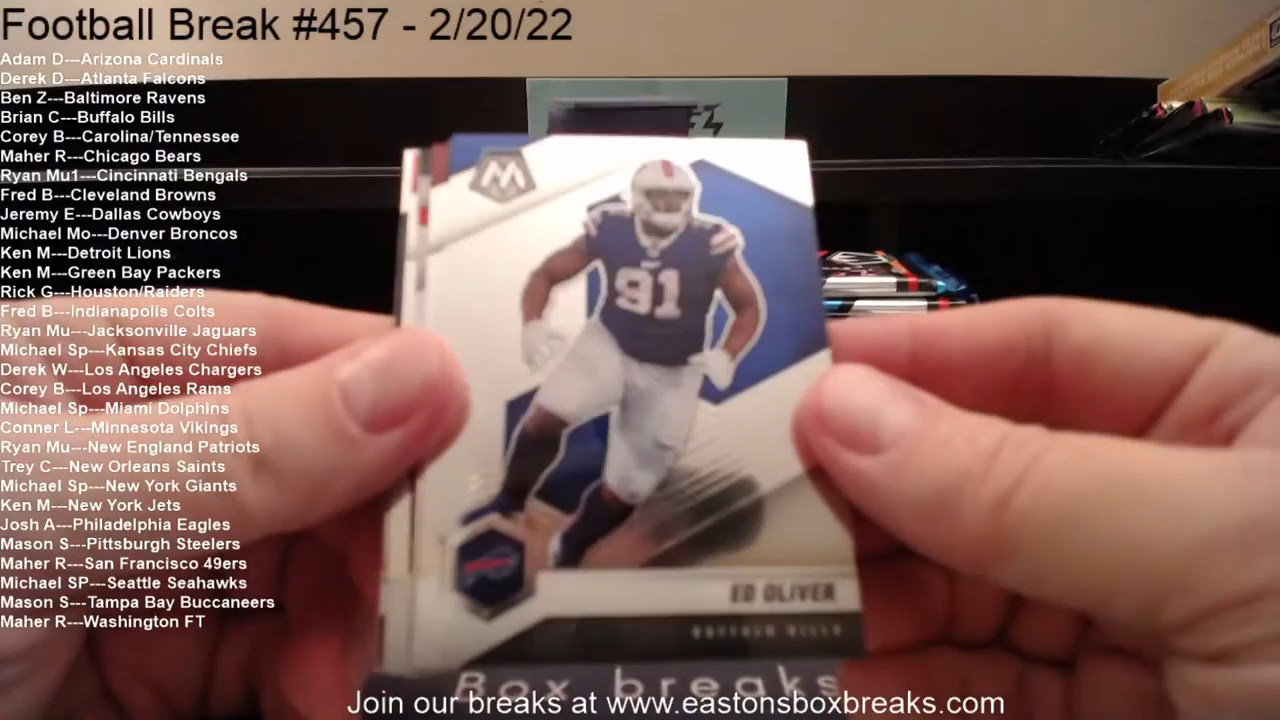 Football Break #457 - 2/20/22
Adam D---Arizona Cardinals
Derek D---Atlanta Falcons
Ben Z---Baltimore Ravens
Brian C---Buffalo Bills
Corey B---Carolina/Tennessee
Maher R---Chicago Bears
Ryan Mu1---Cincinnati Bengals
Fred B---Cleveland Browns
Jeremy E---Dallas Cowboys
Michael Mo---Denver Broncos
Ken M---Detroit Lions
Ken M---Green Bay Packers
Rick G---Houston/Raiders
Fred B---Indianapolis Colts
Ryan Mu---Jacksonville Jaguars
Michael Sp---Kansas City Chiefs
Derek W---Los Angeles Chargers
Corey B---Los Angeles Rams
Michael Sp---Miami Dolphins
Conner L---Minnesota Vikings
Ryan Mu---New England Patriots
Trey C---New Orleans Saints
Michael Sp---New York Giants
Ken M---New York Jets
Josh A---Philadelphia Eagles
Mason S---Pittsburgh Steelers
Maher R---San Francisco 49ers
Michael SP---Seattle Seahawks
Mason S---Tampa Bay Buccaneers
Maher R---Washington FT
M
91
ED OLIVER
BUFFALO BILLS
Box breaks
Join our breaks at www.eastonsboxbreaks.com